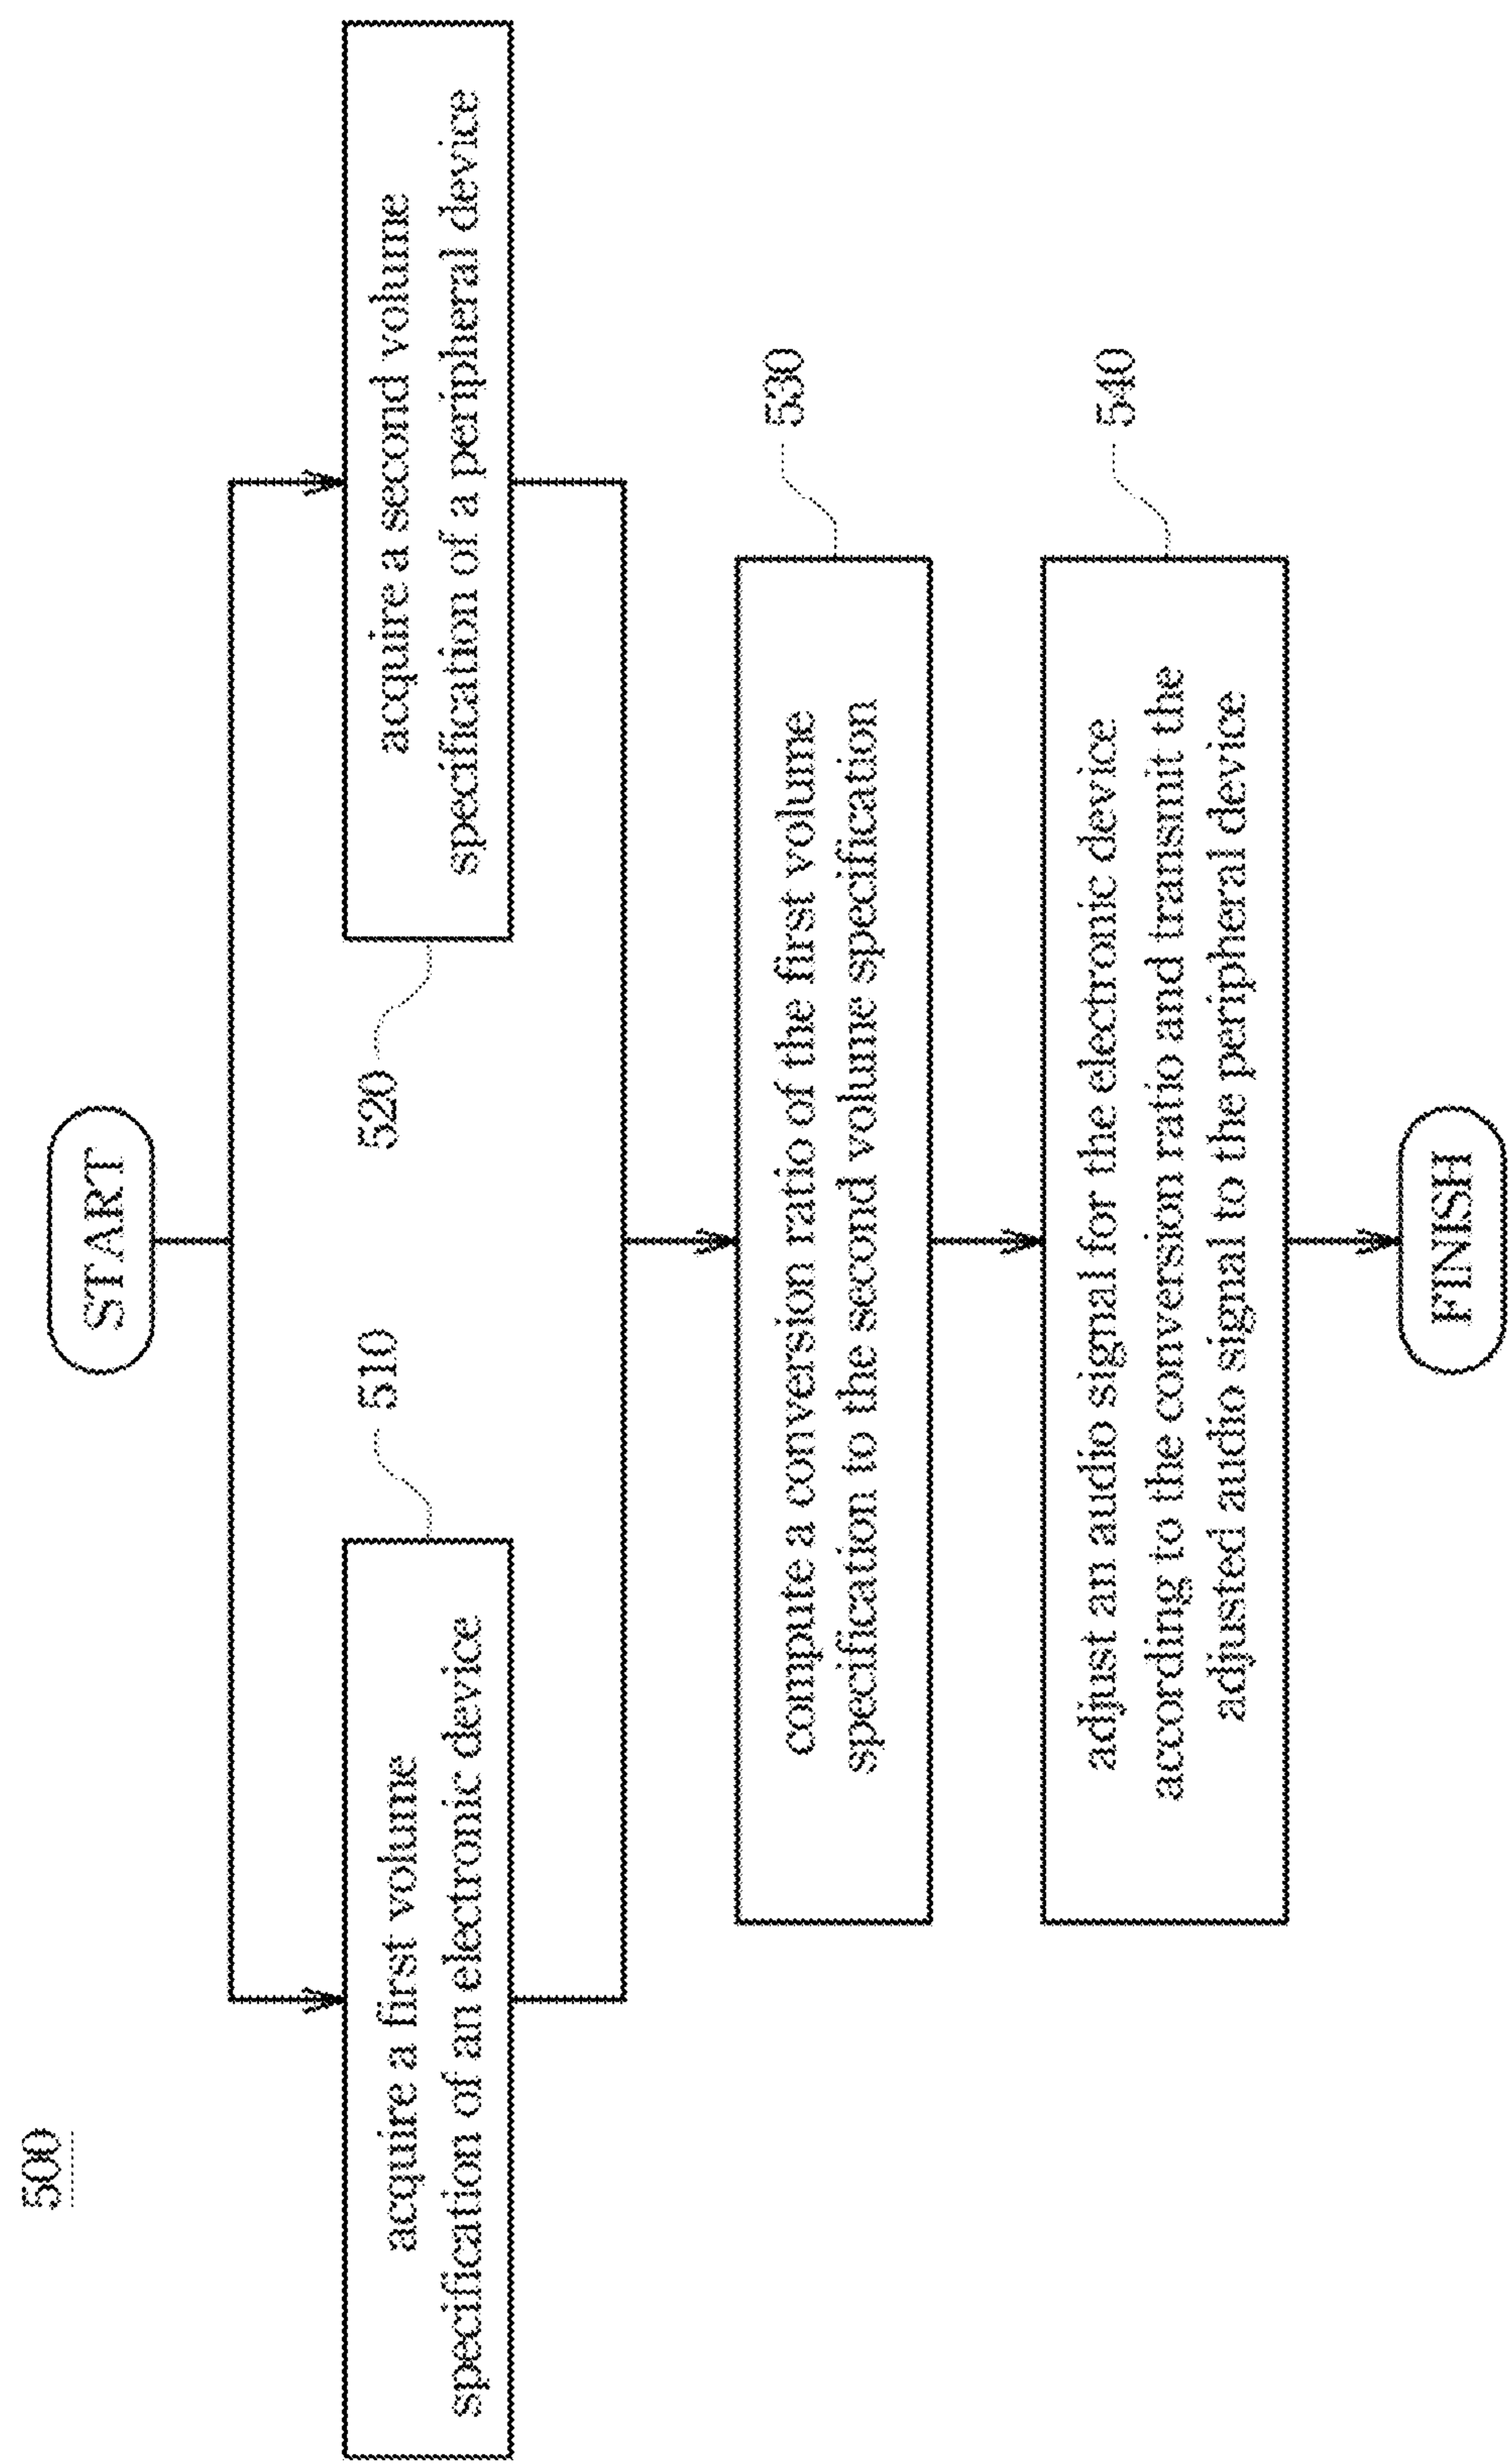 500
START
510
acquire a first volume
specification of an electronic device
520
acquire a second volume
specification of a peripheral device
530
compute a conversion ratio of the first volume
specification to the second volume specification
540
adjust an audio signal for the electronic device
according to the conversion ratio and transmit the
adjusted audio signal to the peripheral device
FINISH